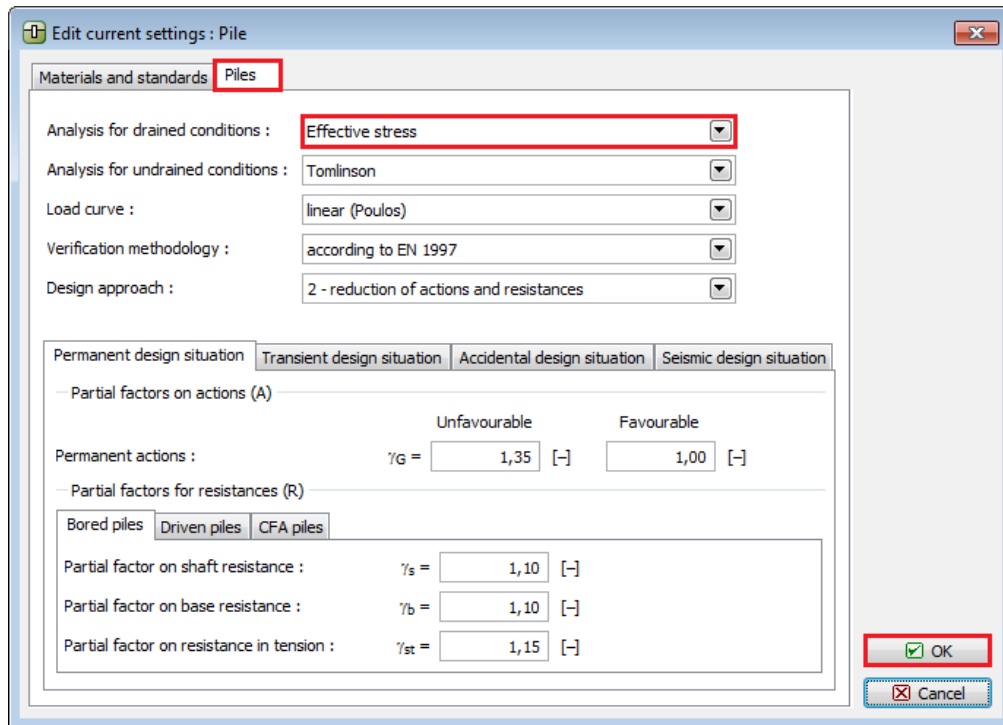 Edit current settings : Pile
Materials and standards Piles
Analysis for drained conditions : Effective stress
Analysis for undrained conditions : Tomlinson
Load curve : linear (Poulos)
Verification methodology : according to EN 1997
Design approach : 2 - reduction of actions and resistances
Permanent design situation Transient design situation Accidental design situation Seismic design situation
Partial factors on actions (A)
Unfavourable Favourable
Permanent actions : γG = 1,35 [–] 1,00 [–]
Partial factors for resistances (R)
Bored piles Driven piles CFA piles
Partial factor on shaft resistance : γs = 1,10 [–]
Partial factor on base resistance : γb = 1,10 [–]
Partial factor on resistance in tension : γst = 1,15 [–]
OK
Cancel